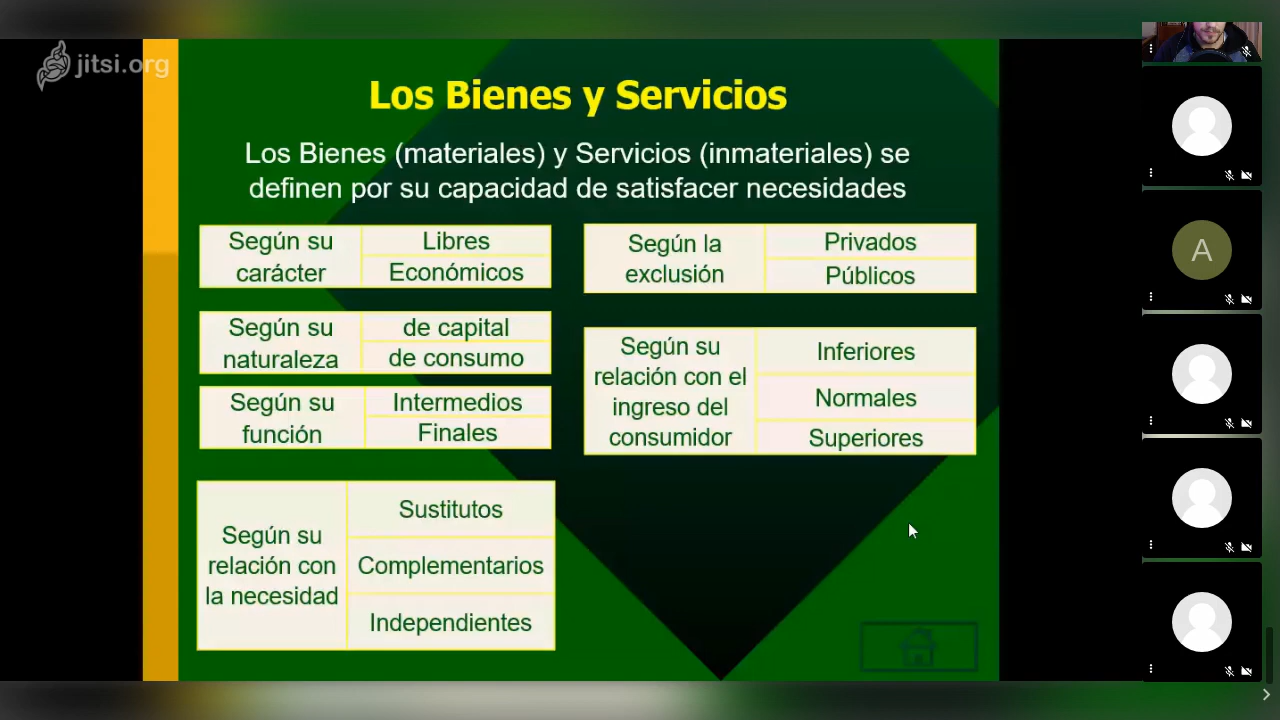 jitsi.org
Los Bienes y Servicios
Los Bienes (materiales) y Servicios (inmateriales) se
definen por su capacidad de satisfacer necesidades
Según su
carácter
Libres
Económicos
Según su
naturaleza
de capital
de consumo
Según su
función
Intermedios
Finales
Según su
relación con
la necesidad
Sustitutos
Complementarios
Independientes
Según la
exclusión
Privados
Públicos
Según su
relación con el
ingreso del
consumidor
Inferiores
Normales
Superiores
A